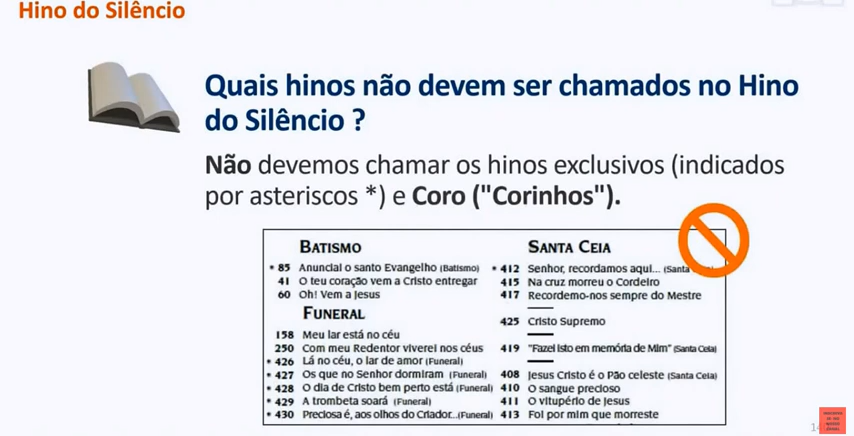 Hino do Silêncio
Quais hinos não devem ser chamados no Hino
do Silêncio ?
Não devemos chamar os hinos exclusivos (indicados
por asteriscos *) e Coro ("Corinhos").
BATISMO
* 85 Anunciai o santo Evangelho (Batismo)
41 O teu coração vem a Cristo entregar
60 Oh! Vem a Jesus
FUNERAL
158 Meu lar está no céu
250 Com meu Redentor viverei nos céus
* 426 Lá no céu, o lar de amor (Funeral)
* 427 Os que no Senhor dormiram (Funeral)
* 428 O dia de Cristo bem perto está (Funeral)
* 429 A trombeta soará (Funeral)
* 430 Preciosa é, aos olhos do Criador...(Funeral)
SANTA CEIA
* 412 Senhor, recordamos aqui... (Santa
415 Na cruz morreu o Cordeiro
417 Recordemo-nos sempre do Mestre
425 Cristo Supremo
419 "Fazei isto em memória de Mim" (Santa Ceia)
408 Jesus Cristo é o Pão celeste (Santa Ceia)
410 O sangue precioso
411 O vitupério de Jesus
413 Foi por mim que morreste